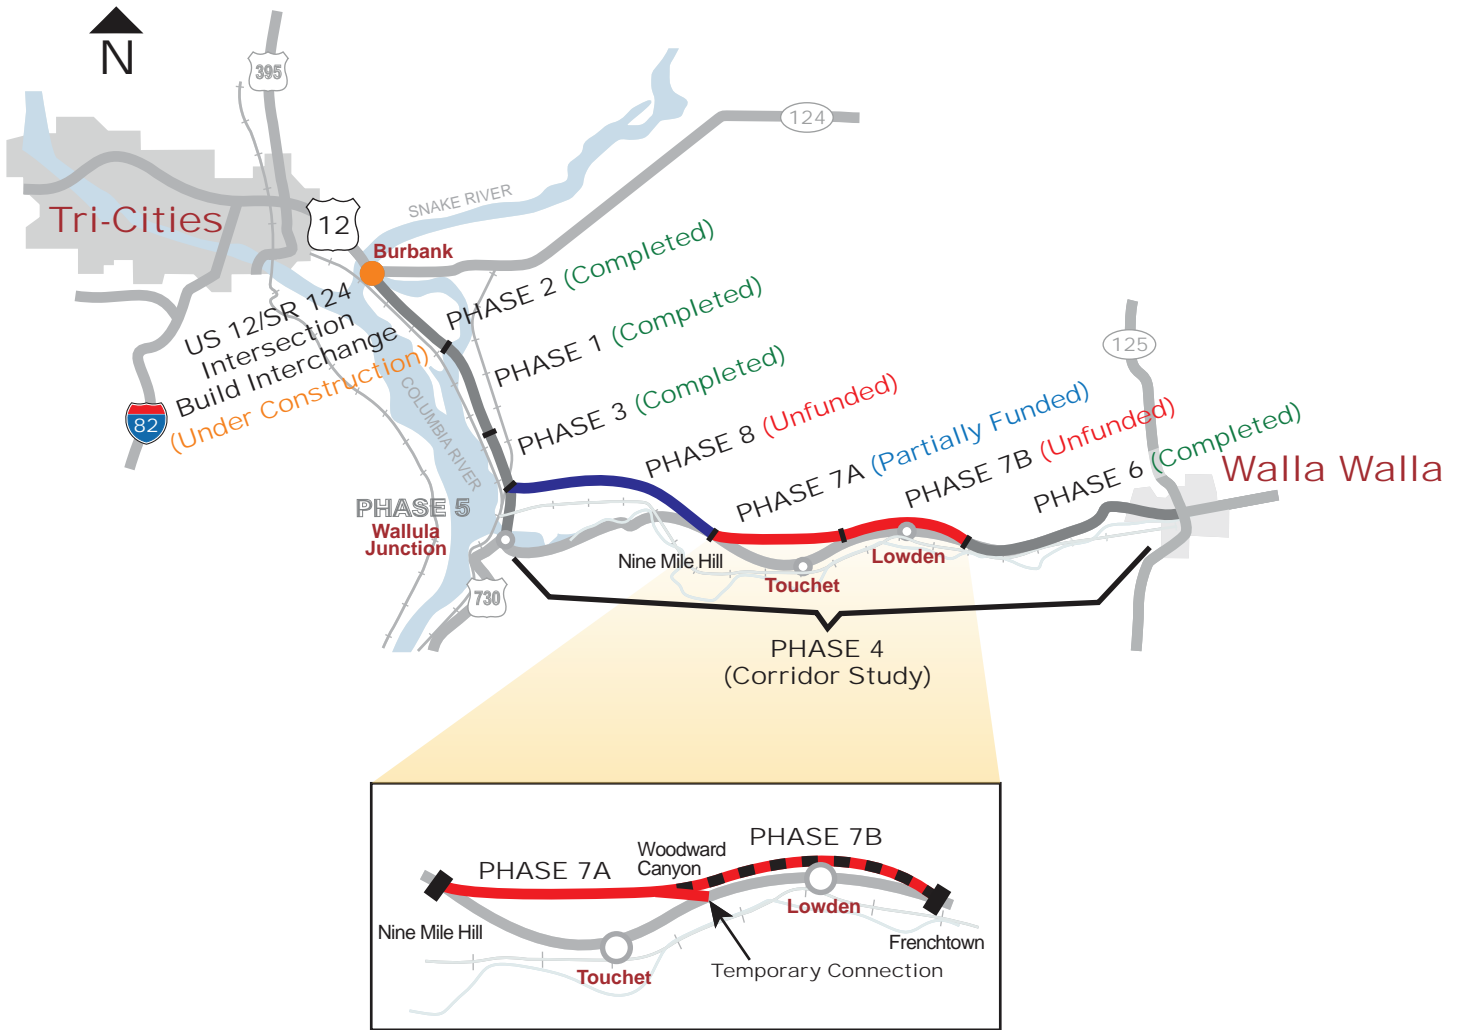 N
395
124
SNAKE RIVER
Tri-Cities
12
Burbank
PHASE 2 (Completed)
US 12/SR 124
Intersection
Build Interchange
(Under Construction)
PHASE 1 (Completed)
125
82
COLUMBIA RIVER
PHASE 3 (Completed)
PHASE 8 (Unfunded)
PHASE 7A (Partially Funded)
PHASE 7B (Unfunded)
PHASE 6 (Completed)
Walla Walla
PHASE 5
Wallula
Junction
Nine Mile Hill
Touchet
Lowden
730
PHASE 4
(Corridor Study)
PHASE 7A
Woodward
Canyon
PHASE 7B
Nine Mile Hill
Touchet
Lowden
Frenchtown
Temporary Connection